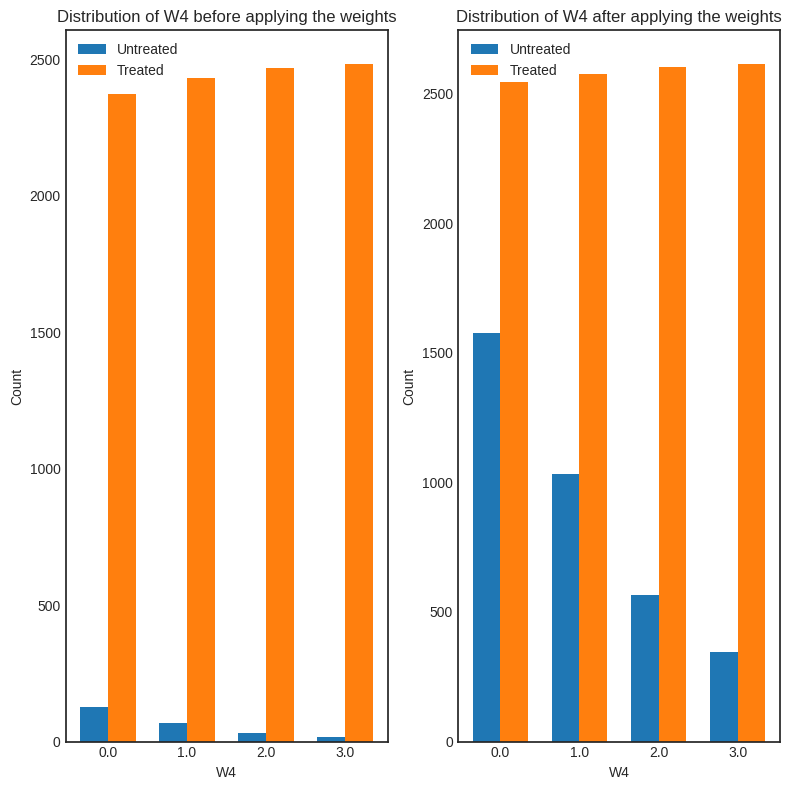 Distribution of W4 before applying the weights
Untreated
Treated
2500
2000
1500
1000
500
0
Count
0.0 1.0 2.0 3.0
W4
Distribution of W4 after applying the weights
Untreated
Treated
2500
2000
1500
1000
500
0
Count
0.0 1.0 2.0 3.0
W4